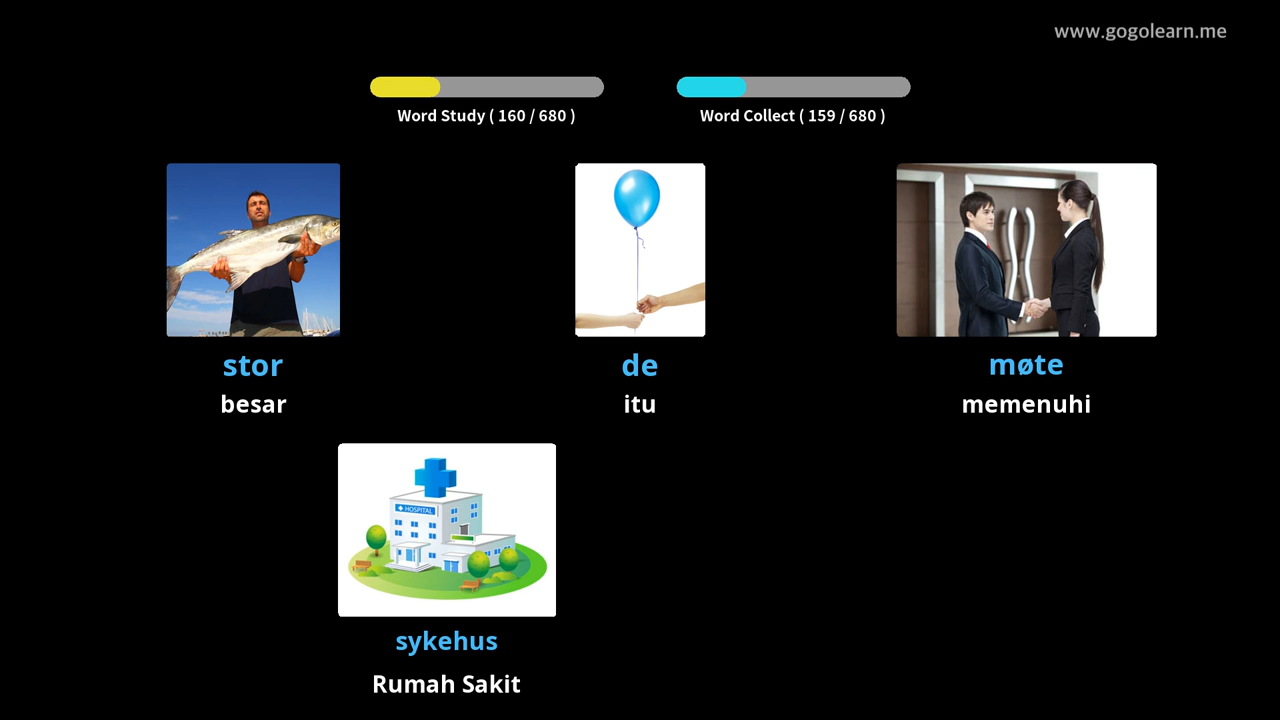 www.gogolearn.me
Word Study ( 160 / 680 )
Word Collect ( 159 / 680 )
stor
de
møte
besar
itu
memenuhi
HOSPITAL
sykehus
Rumah Sakit